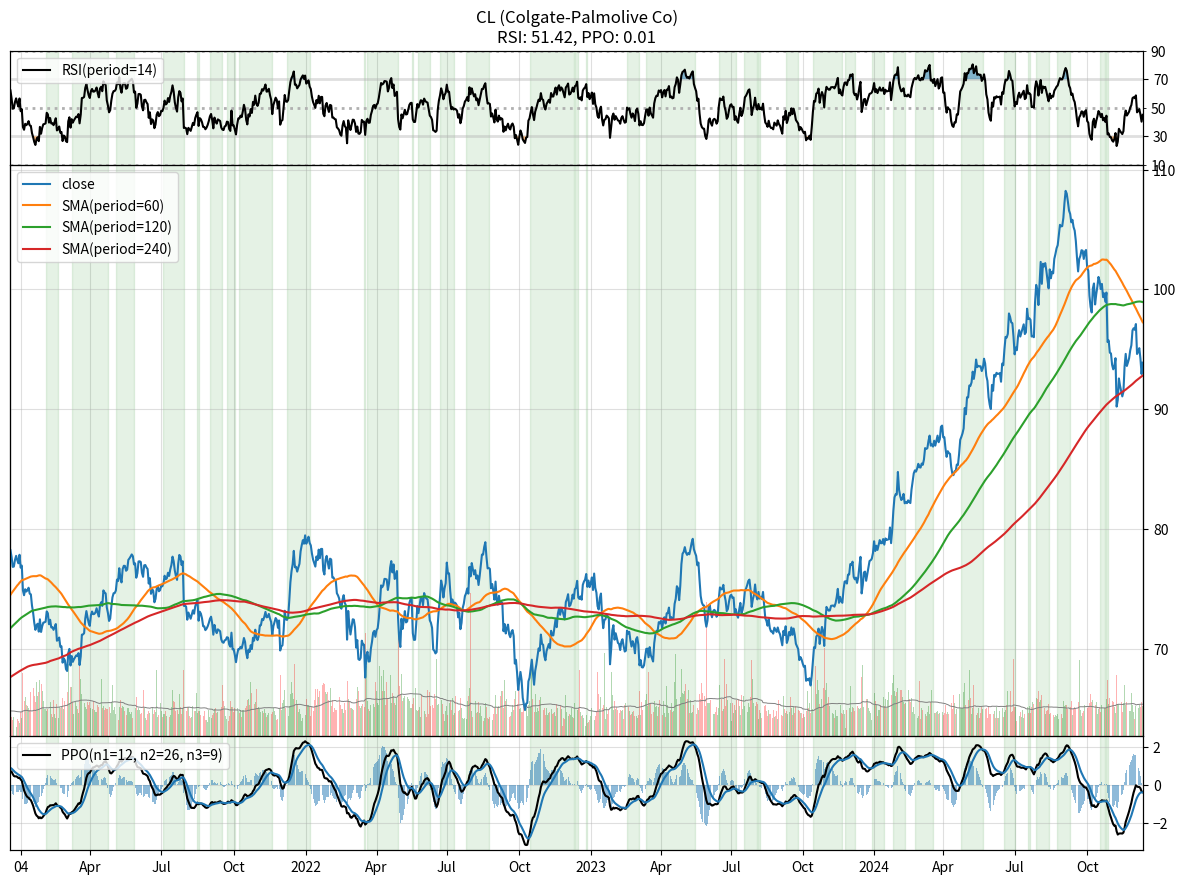 CL (Colgate-Palmolive Co)
RSI: 51.42, PPO: 0.01
RSI(period=14)
90
70
50
30
10
close
SMA(period=60)
SMA(period=120)
SMA(period=240)
110
100
90
80
70
PPO(n1=12, n2=26, n3=9)
2
0
−2
04 Apr Jul Oct 2022 Apr Jul Oct 2023 Apr Jul Oct 2024 Apr Jul Oct